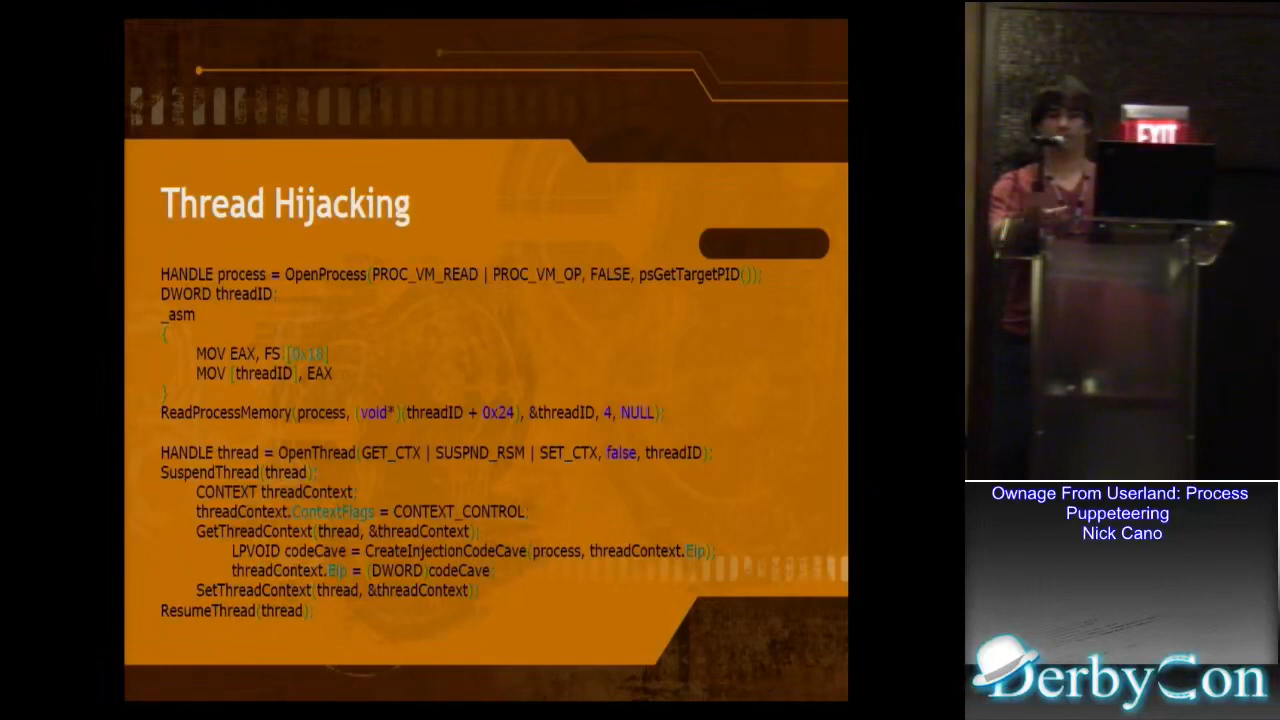 Thread Hijacking
HANDLE process = OpenProcess(PROC_VM_READ | PROC_VM_OP, FALSE, psGetTargetPID());
DWORD threadID;
_asm
{
MOV EAX, FS:[0x18]
MOV [threadID], EAX
}
ReadProcessMemory(process, (void*)(threadID + 0x24), &threadID, 4, NULL);
HANDLE thread = OpenThread(GET_CTX | SUSPND_RSM | SET_CTX, false, threadID);
SuspendThread(thread);
CONTEXT threadContext;
threadContext.ContextFlags = CONTEXT_CONTROL;
GetThreadContext(thread, &threadContext);
LPVOID codeCave = CreateInjectionCodeCave(process, threadContext.Eip);
threadContext.Eip = (DWORD)codeCave;
SetThreadContext(thread, &threadContext);
ResumeThread(thread);
EXIT
Ownage From Userland: Process
Puppeteering
Nick Cano
DerbyCon